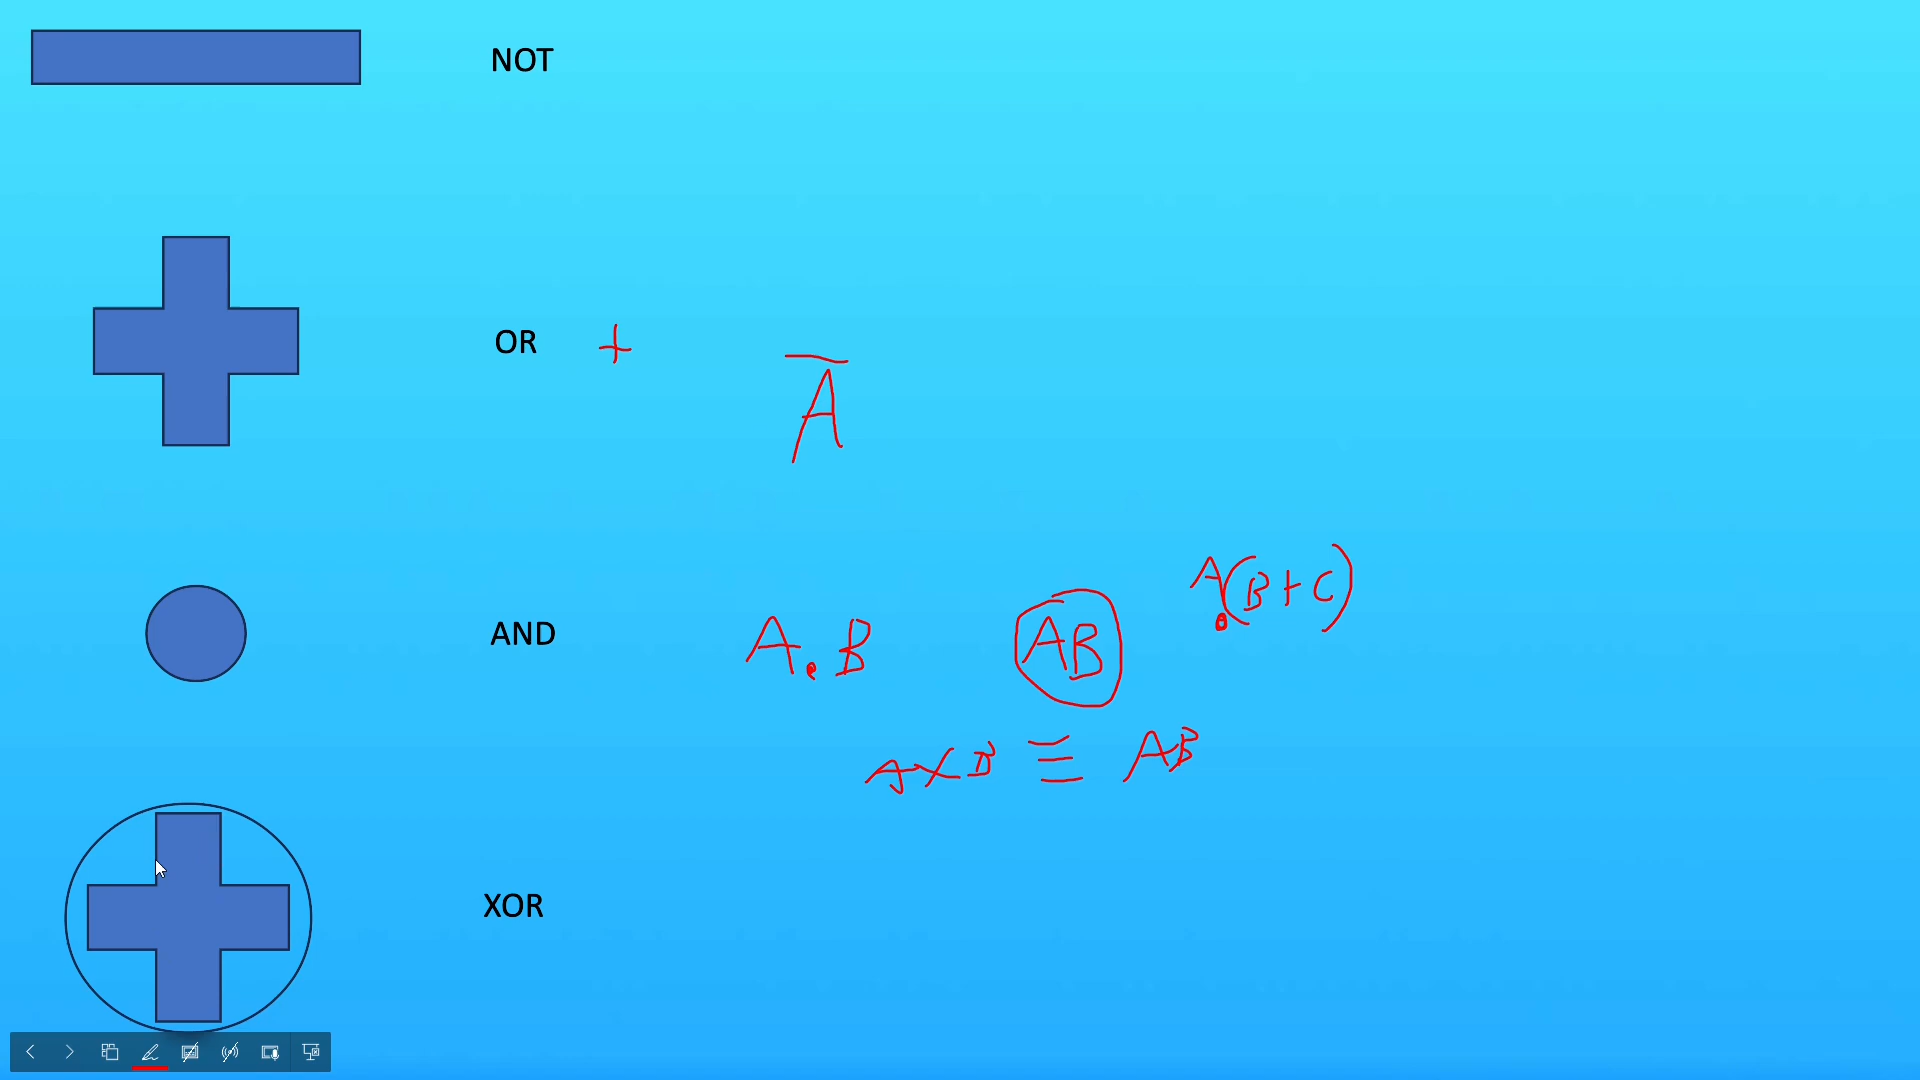 NOT
OR +
A̅
A(B+C)
AND A.B AB
A×B ≡ AB
XOR